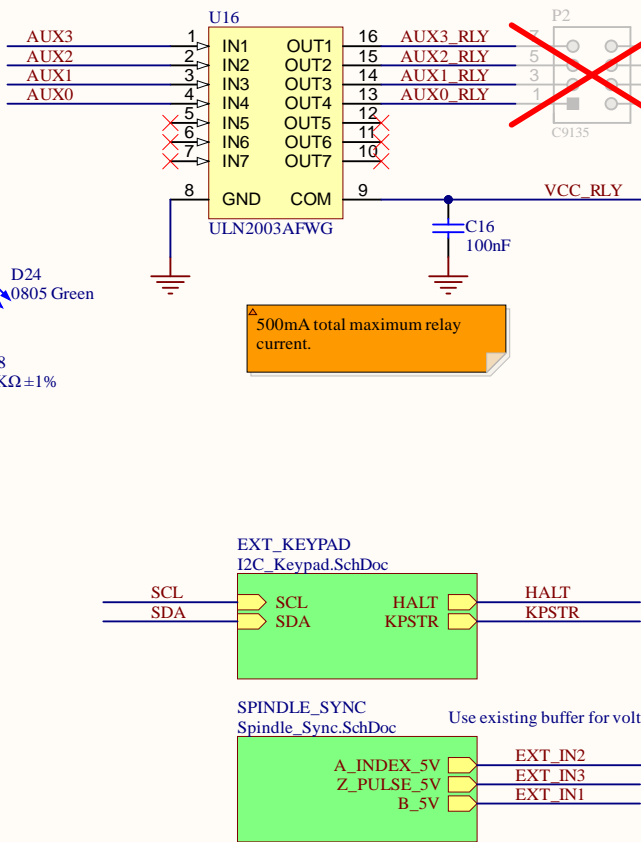 U16
P2
AUX3 1 IN1 OUT1 16 AUX3_RLY 7
AUX2 2 IN2 OUT2 15 AUX2_RLY 5
AUX1 3 IN3 OUT3 14 AUX1_RLY 3
AUX0 4 IN4 OUT4 13 AUX0_RLY 1
5 IN5 OUT5 12
6 IN6 OUT6 11
7 IN7 OUT7 10
C9135
8 GND COM 9 VCC_RLY
ULN2003AFWG
C16
100nF
D24
0805 Green
500mA total maximum relay
current.
8
KΩ ±1%
EXT_KEYPAD
I2C_Keypad.SchDoc
SCL SCL HALT HALT
SDA SDA KPSTR KPSTR
SPINDLE_SYNC
Spindle_Sync.SchDoc
Use existing buffer for volt
A_INDEX_5V EXT_IN2
Z_PULSE_5V EXT_IN3
B_5V EXT_IN1